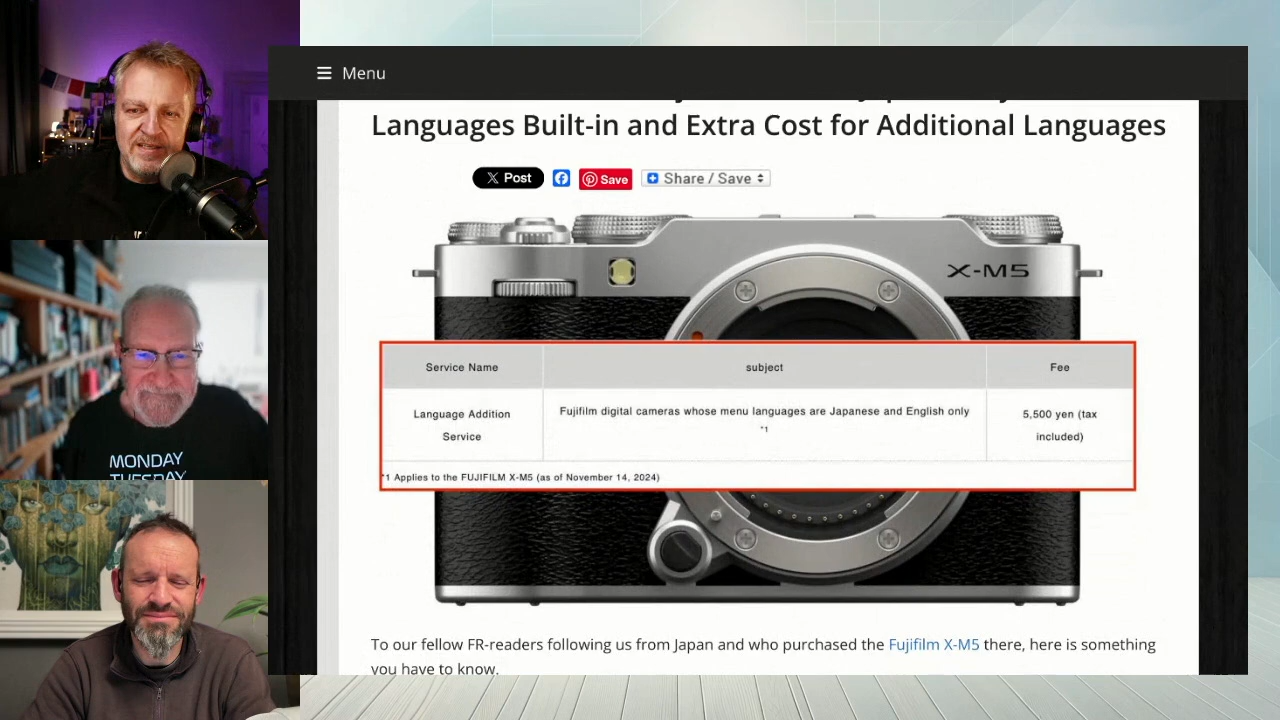 Menu
Languages Built-in and Extra Cost for Additional Languages
Post
Save
Share / Save
X-M5
Service Name
subject
Fee
Language Addition
Service
Fujifilm digital cameras whose menu languages are Japanese and English only
*1
5,500 yen (tax
included)
*1 Applies to the FUJIFILM X-M5 (as of November 14, 2024)
To our fellow FR-readers following us from Japan and who purchased the Fujifilm X-M5 there, here is something
you have to know.
MONDAY
TUESDAY